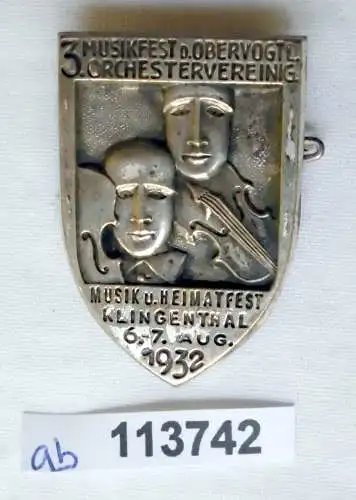 3. MUSIKFEST D. OBERVOGTL.
ORCHESTERVEREINIG.
MUSIK U. HEIMATFEST
KLINGENTHAL
6.-7. AUG.
1932
ab 113742